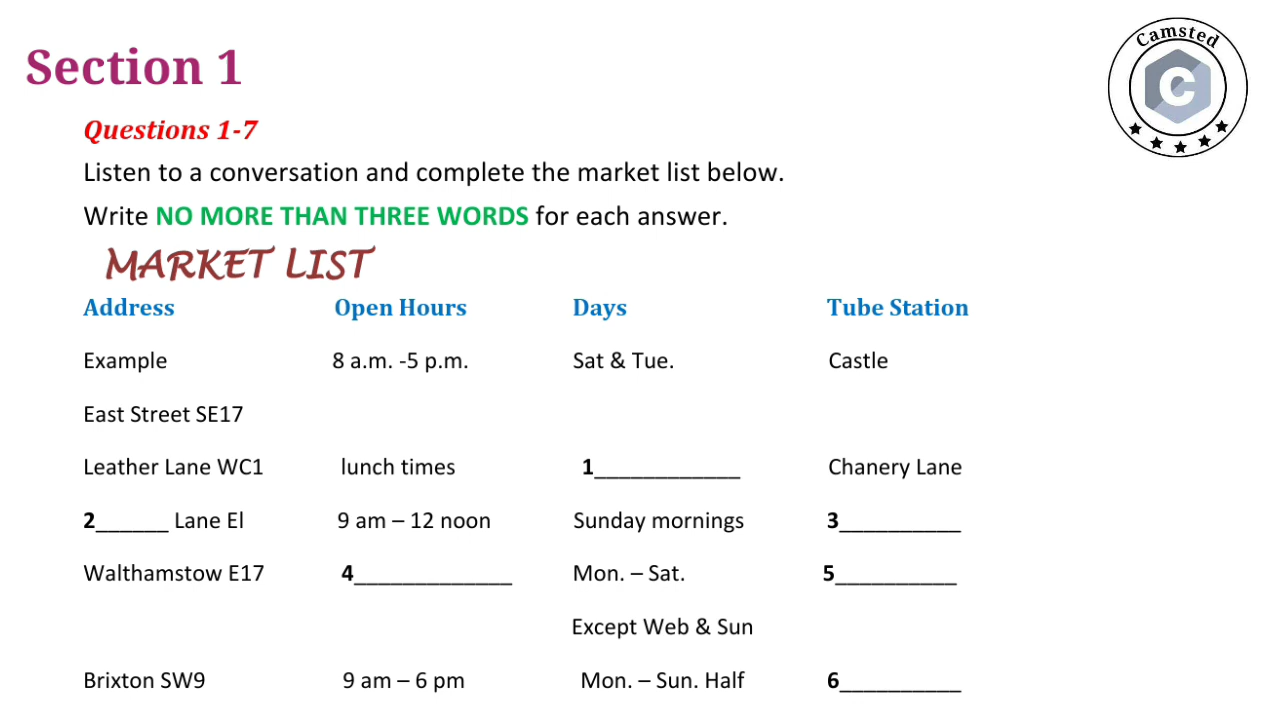 Camsted
C
Section 1
Questions 1-7
Listen to a conversation and complete the market list below.
Write NO MORE THAN THREE WORDS for each answer.
MARKET LIST
Address Open Hours Days Tube Station
Example 8 a.m. -5 p.m. Sat & Tue. Castle
East Street SE17
Leather Lane WC1 lunch times 1____________ Chanery Lane
2______ Lane El 9 am – 12 noon Sunday mornings 3__________
Walthamstow E17 4_____________ Mon. – Sat. 5__________
Except Web & Sun
Brixton SW9 9 am – 6 pm Mon. – Sun. Half 6__________